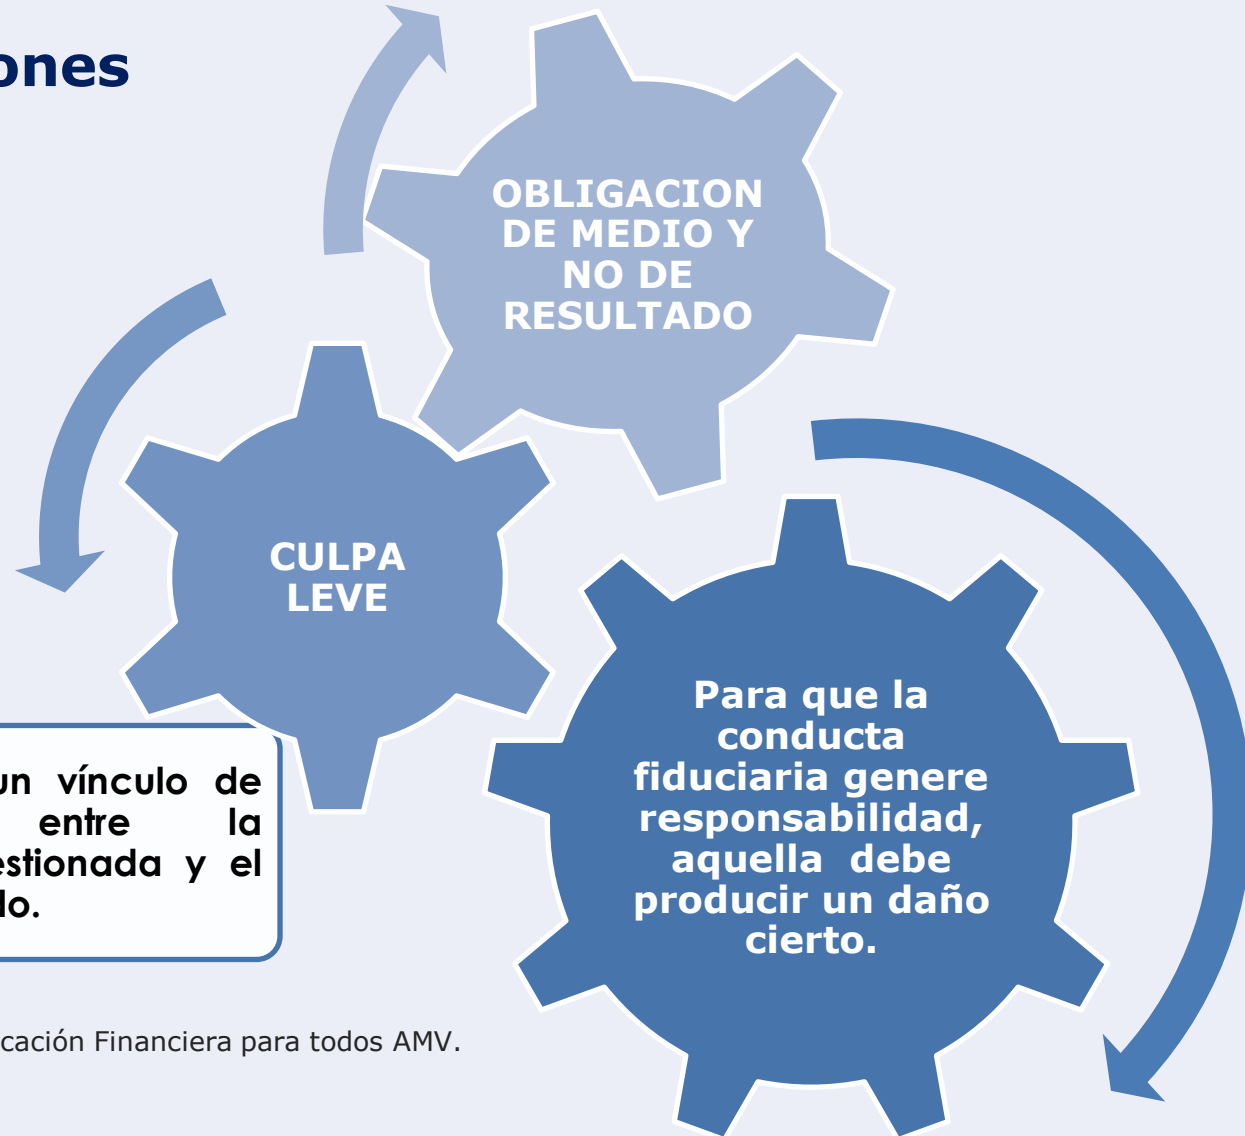 ones
OBLIGACION
DE MEDIO Y
NO DE
RESULTADO
CULPA
LEVE
Para que la
conducta
fiduciaria genere
responsabilidad,
aquella debe
producir un daño
cierto.
un vínculo de
entre la
estionada y el
do.
cación Financiera para todos AMV.